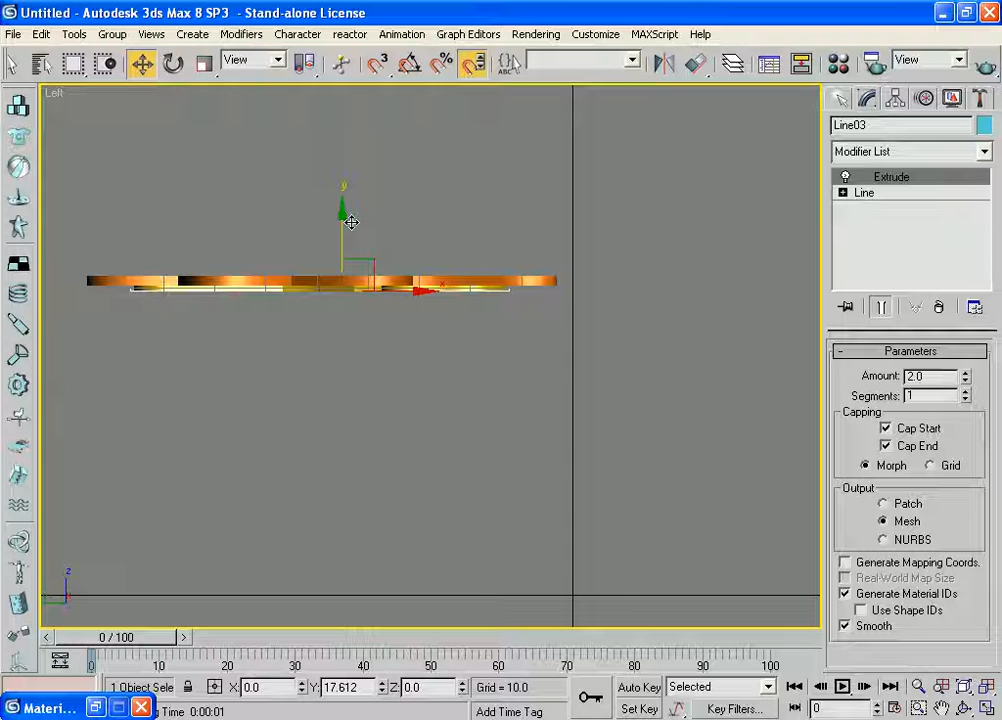 Untitled - Autodesk 3ds Max 8 SP3 - Stand-alone License
File Edit Tools Group Views Create Modifiers Character reactor Animation Graph Editors Rendering Customize MAXScript Help
View
ABC
View
Left
y
x
z
Line03
Modifier List
Extrude
Line
Parameters
Amount: 2.0
Segments: 1
Capping
Cap Start
Cap End
Morph Grid
Output
Patch
Mesh
NURBS
Generate Mapping Coords.
Real-World Map Size
Generate Material IDs
Use Shape IDs
Smooth
0 / 100
0 10 20 30 40 50 60 70 80 90 100
1 Object Sele X: 0.0 Y: 17.612 Z: 0.0 Grid = 10.0 Auto Key Selected
Materi... g Time 0:00:01 Add Time Tag Set Key Key Filters... 0